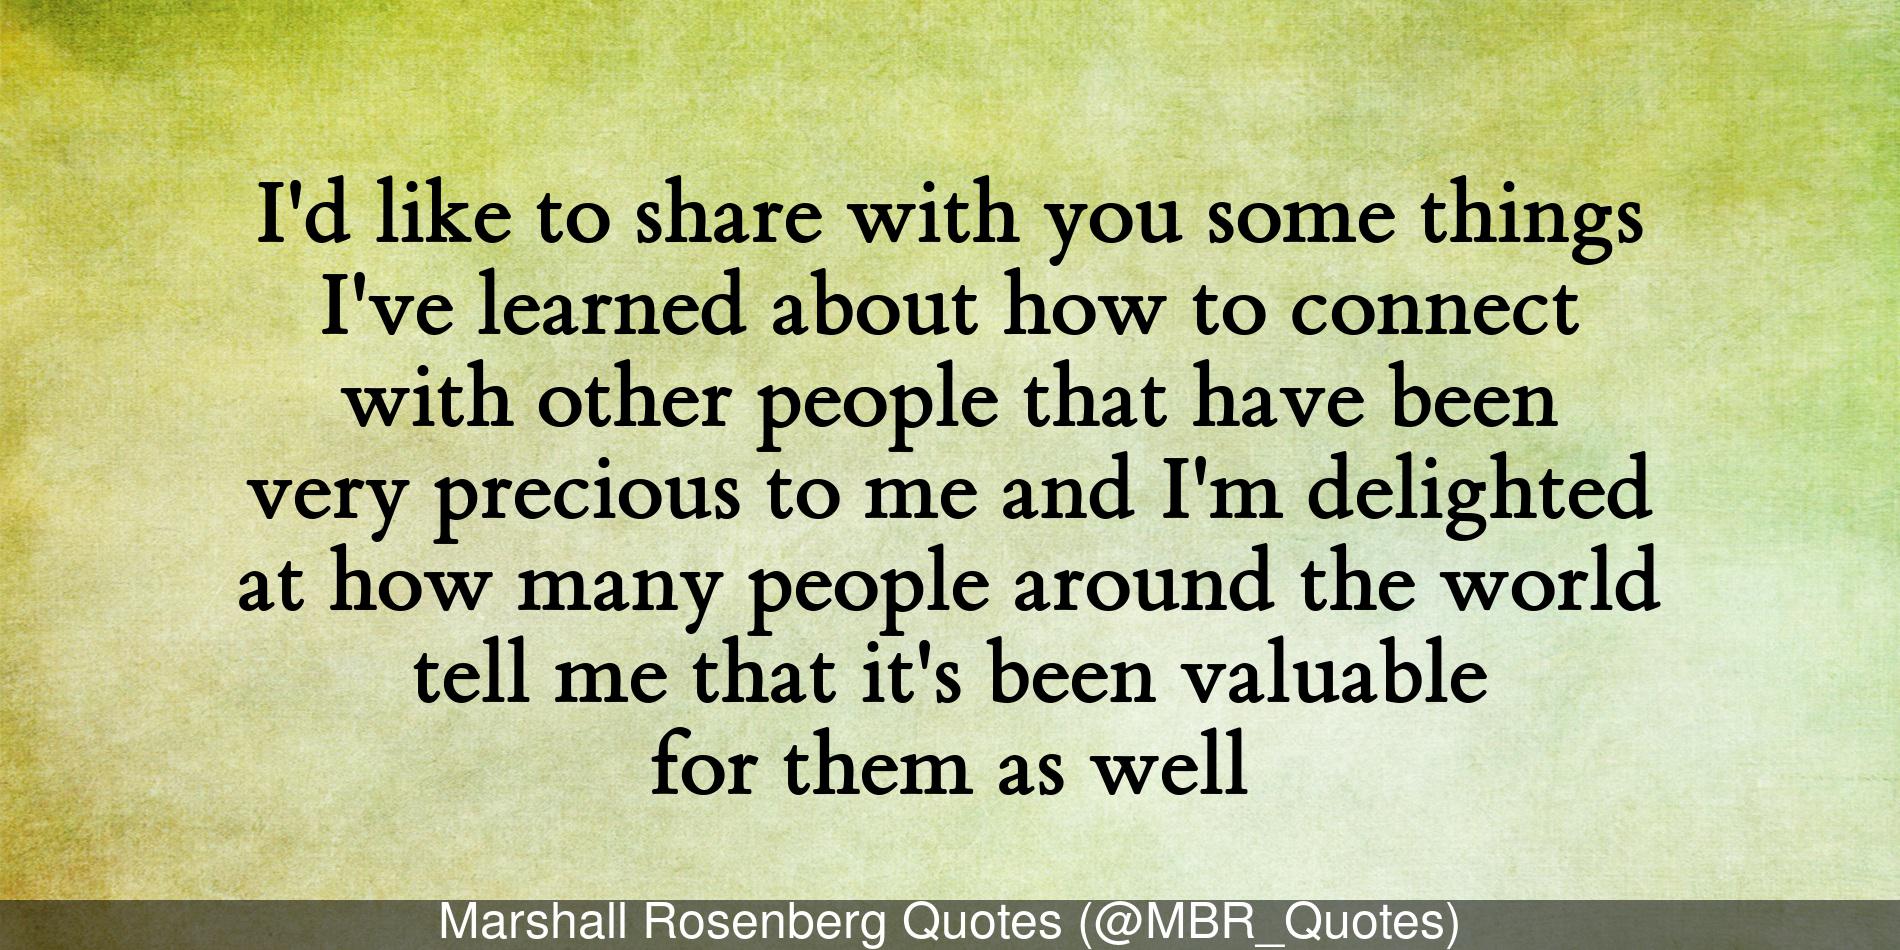 I'd like to share with you some things
I've learned about how to connect
with other people that have been
very precious to me and I'm delighted
at how many people around the world
tell me that it's been valuable
for them as well
Marshall Rosenberg Quotes (@MBR_Quotes)